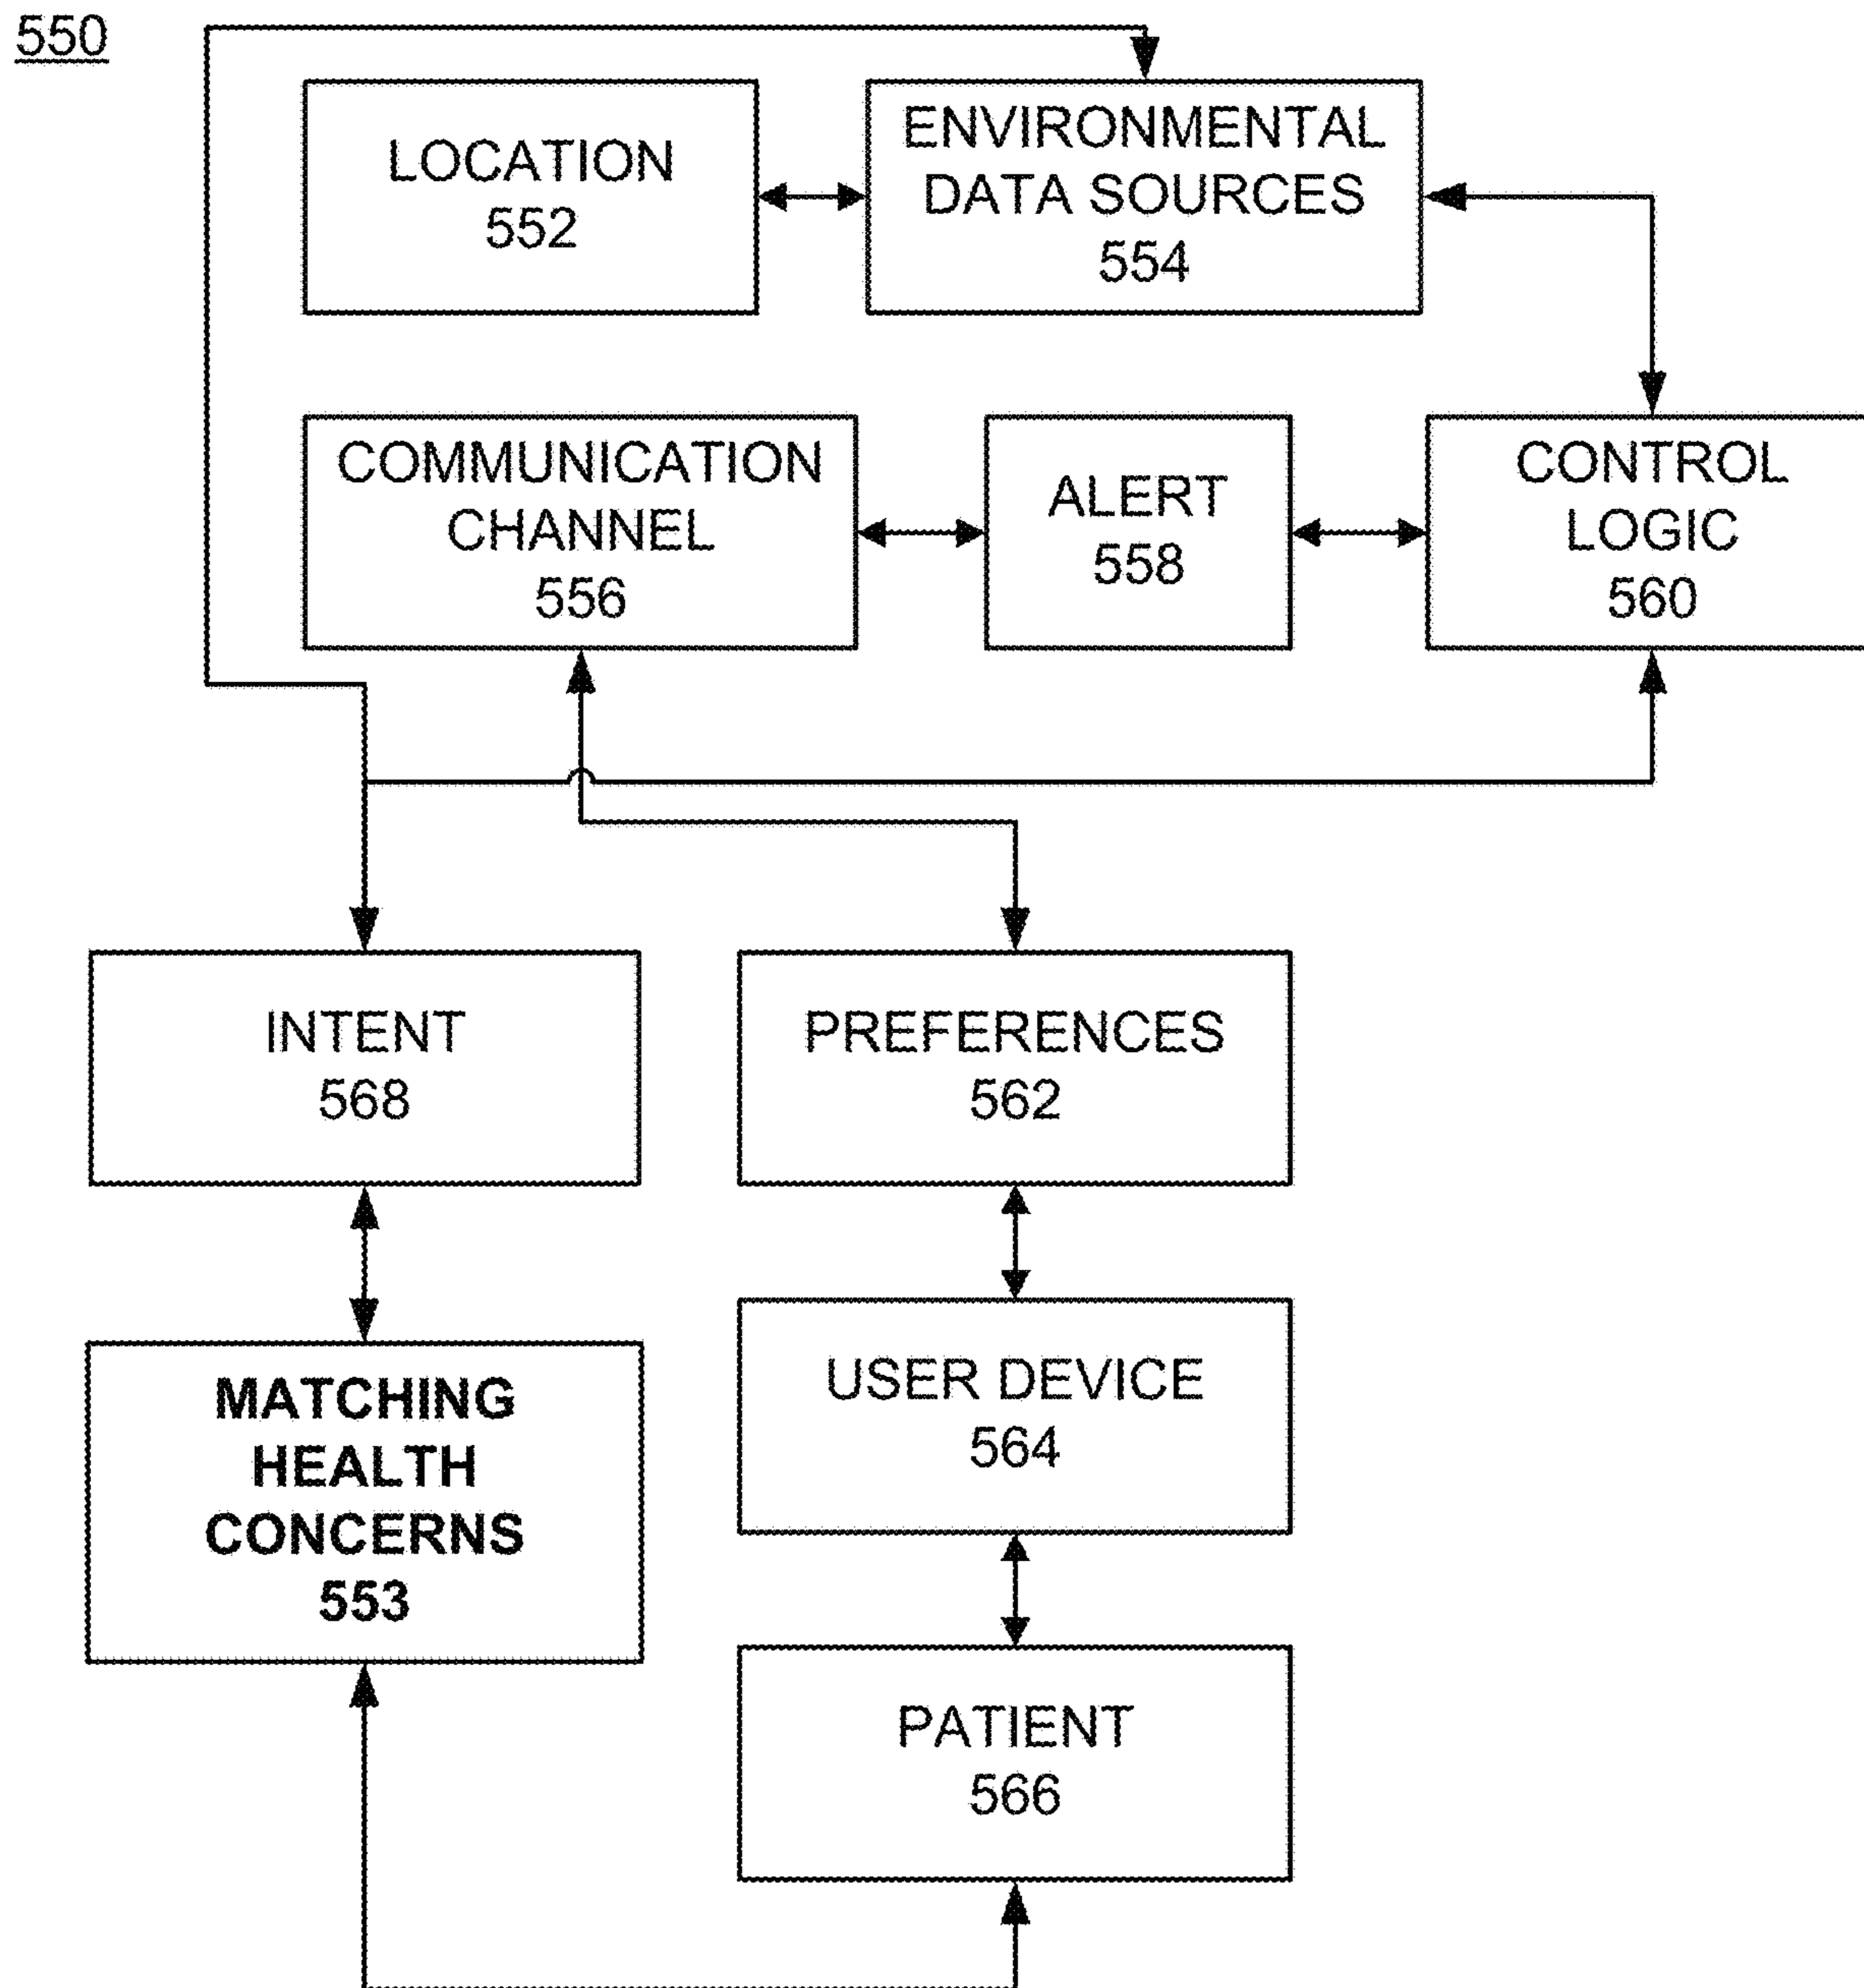 550
LOCATION
552
ENVIRONMENTAL
DATA SOURCES
554
COMMUNICATION
CHANNEL
556
ALERT
558
CONTROL
LOGIC
560
INTENT
568
PREFERENCES
562
MATCHING
HEALTH
CONCERNS
553
USER DEVICE
564
PATIENT
566